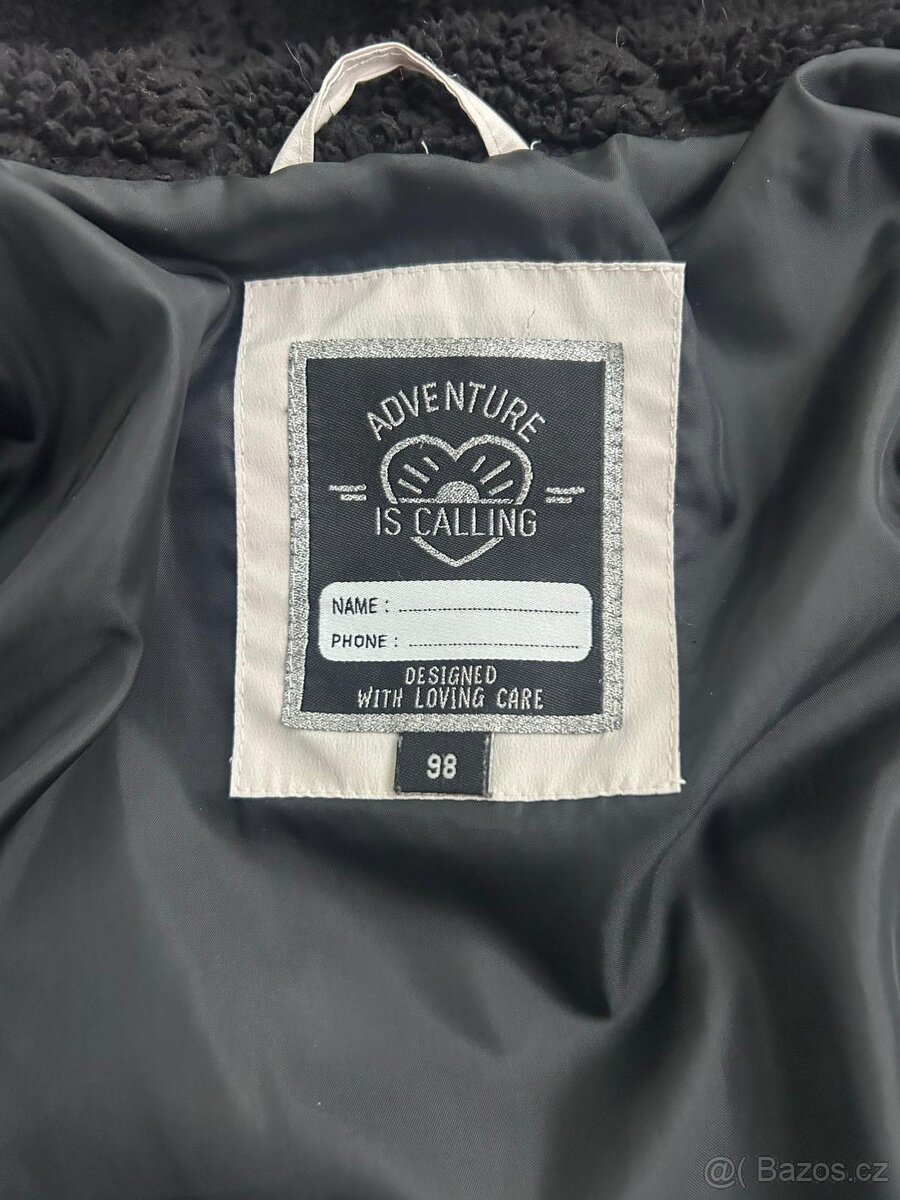 ADVENTURE
IS CALLING
NAME : ........................
PHONE : ........................
DESIGNED
WITH LOVING CARE
98
@( Bazos.cz